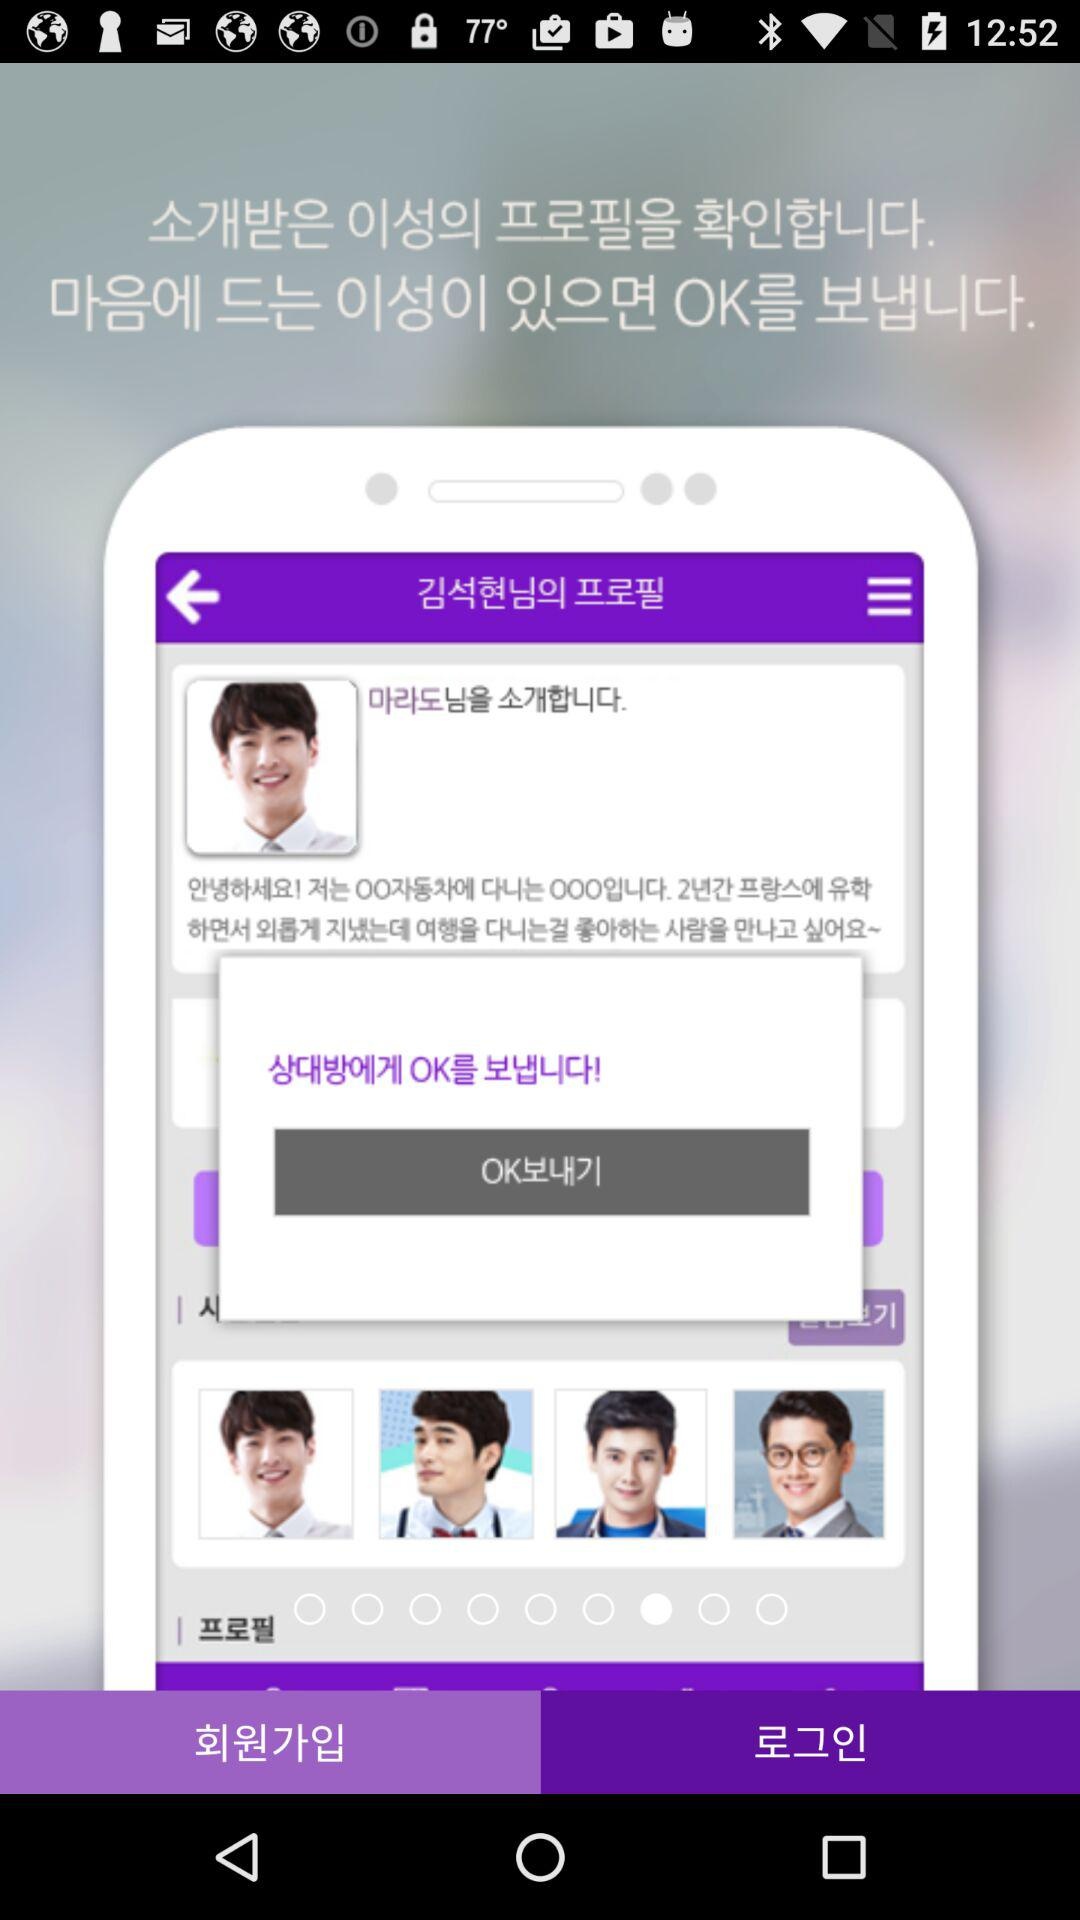 77° 12:52
소개받은 이성의 프로필을 확인합니다.
마음에 드는 이성이 있으면 OK를 보냅니다.
김석현님의 프로필
마라도님을 소개합니다.
안녕하세요! 저는 OO자동차에 다니는 OOO입니다. 2년간 프랑스에 유학
하면서 외롭게 지냈는데 여행을 다니는걸 좋아하는 사람을 만나고 싶어요~
상대방에게 OK를 보냅니다!
OK보내기
프로필
회원가입
로그인